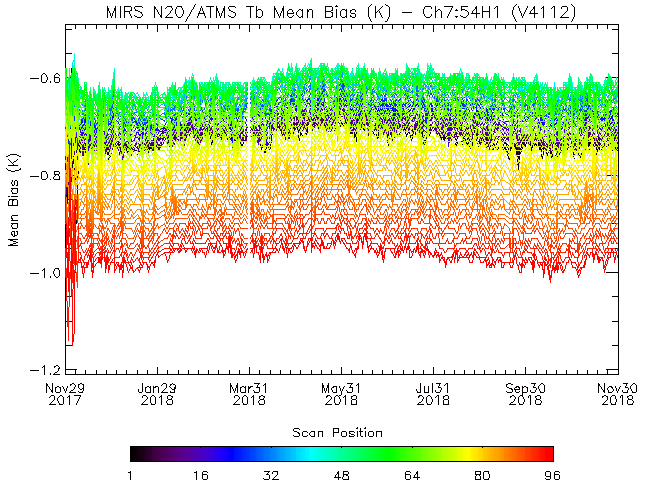 MIRS N20/ATMS Tb Mean Bias (K) - Ch7:54H1 (V4112)
-0.6
-0.8
-1.0
-1.2
Mean Bias (K)
Nov29 Jan29 Mar31 May31 Jul31 Sep30 Nov30
2017 2018 2018 2018 2018 2018 2018
Scan Position
1 16 32 48 64 80 96